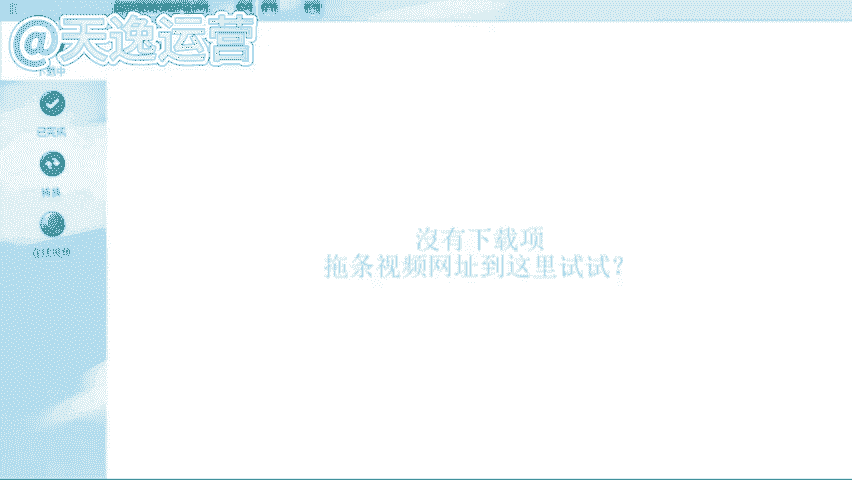 @天逸运营
下载中
已完成
转换
在线视频
沒有下载项
拖条视频网址到这里试试？